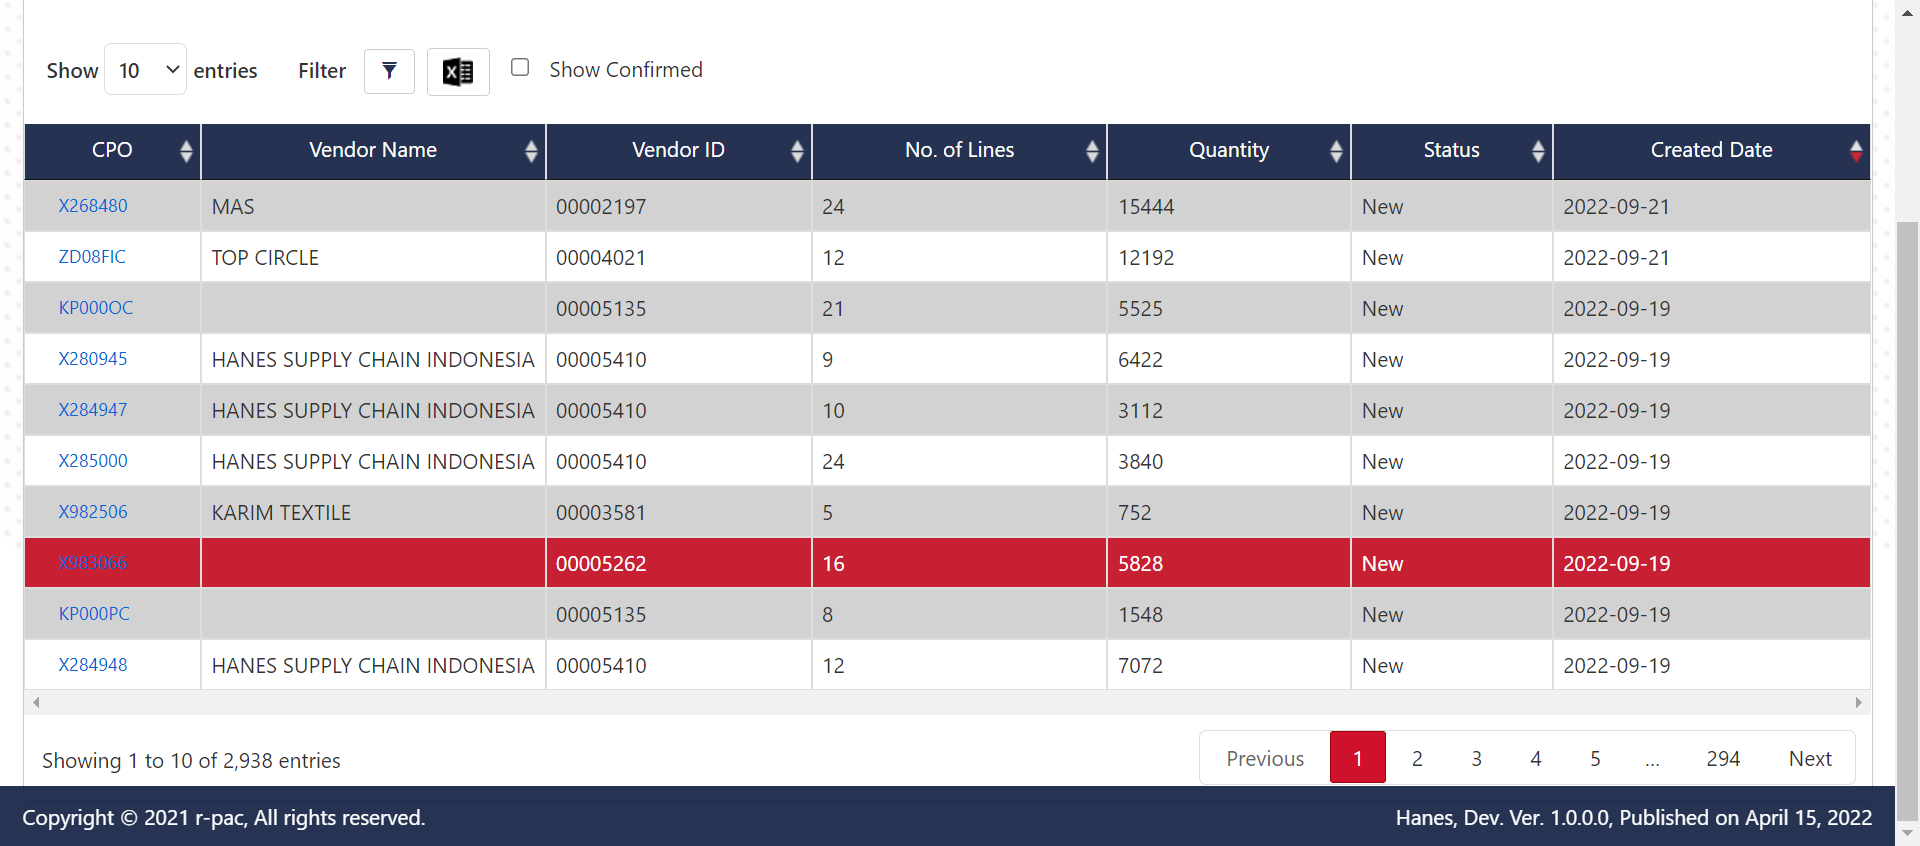 Show 10 entries Filter Show Confirmed
CPO Vendor Name Vendor ID No. of Lines Quantity Status Created Date
X268480 MAS 00002197 24 15444 New 2022-09-21
ZD08FIC TOP CIRCLE 00004021 12 12192 New 2022-09-21
KP000OC 00005135 21 5525 New 2022-09-19
X280945 HANES SUPPLY CHAIN INDONESIA 00005410 9 6422 New 2022-09-19
X284947 HANES SUPPLY CHAIN INDONESIA 00005410 10 3112 New 2022-09-19
X285000 HANES SUPPLY CHAIN INDONESIA 00005410 24 3840 New 2022-09-19
X982506 KARIM TEXTILE 00003581 5 752 New 2022-09-19
X983066 00005262 16 5828 New 2022-09-19
KP000PC 00005135 8 1548 New 2022-09-19
X284948 HANES SUPPLY CHAIN INDONESIA 00005410 12 7072 New 2022-09-19
Showing 1 to 10 of 2,938 entries Previous 1 2 3 4 5 ... 294 Next
Copyright © 2021 r-pac, All rights reserved. Hanes, Dev. Ver. 1.0.0.0, Published on April 15, 2022